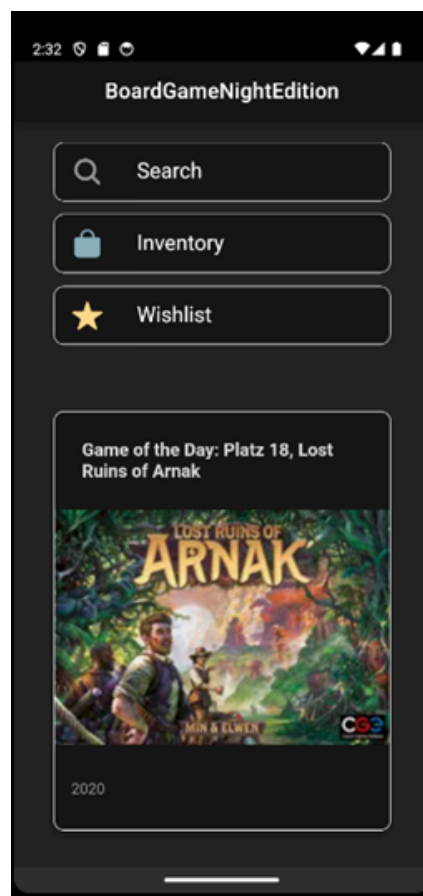 2:32
BoardGameNightEdition
Search
Inventory
Wishlist
Game of the Day: Platz 18, Lost
Ruins of Arnak
LOST RUINS OF
ARNAK
MIN & ELWEN
CGE
2020